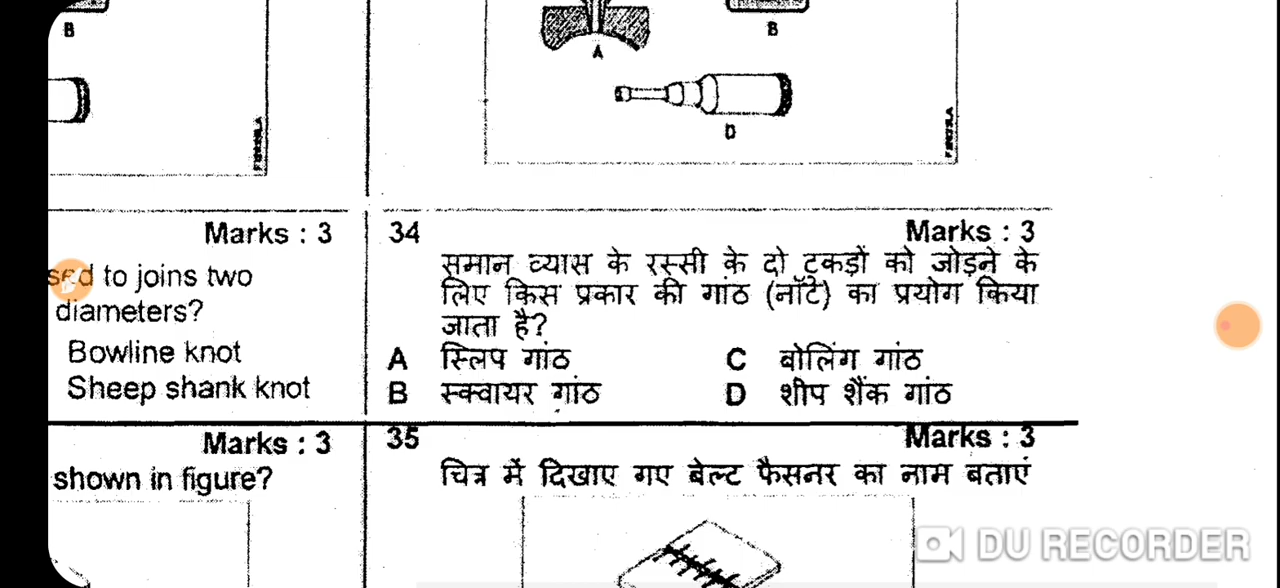 B
A
B
D
Marks : 3
to joins two
diameters?
Bowline knot
Sheep shank knot
34
Marks : 3
समान व्यास के रस्सी के दो टुकड़ों को जोड़ने के
लिए किस प्रकार की गांठ (नॉट) का प्रयोग किया
जाता है?
A स्लिप गांठ
C वोलिंग गांठ
B स्क्वायर गांठ
D शीप शैंक गांठ
Marks : 3
shown in figure?
35
Marks : 3
चित्र में दिखाए गए बेल्ट फैसनर का नाम बताएं
DU RECORDER